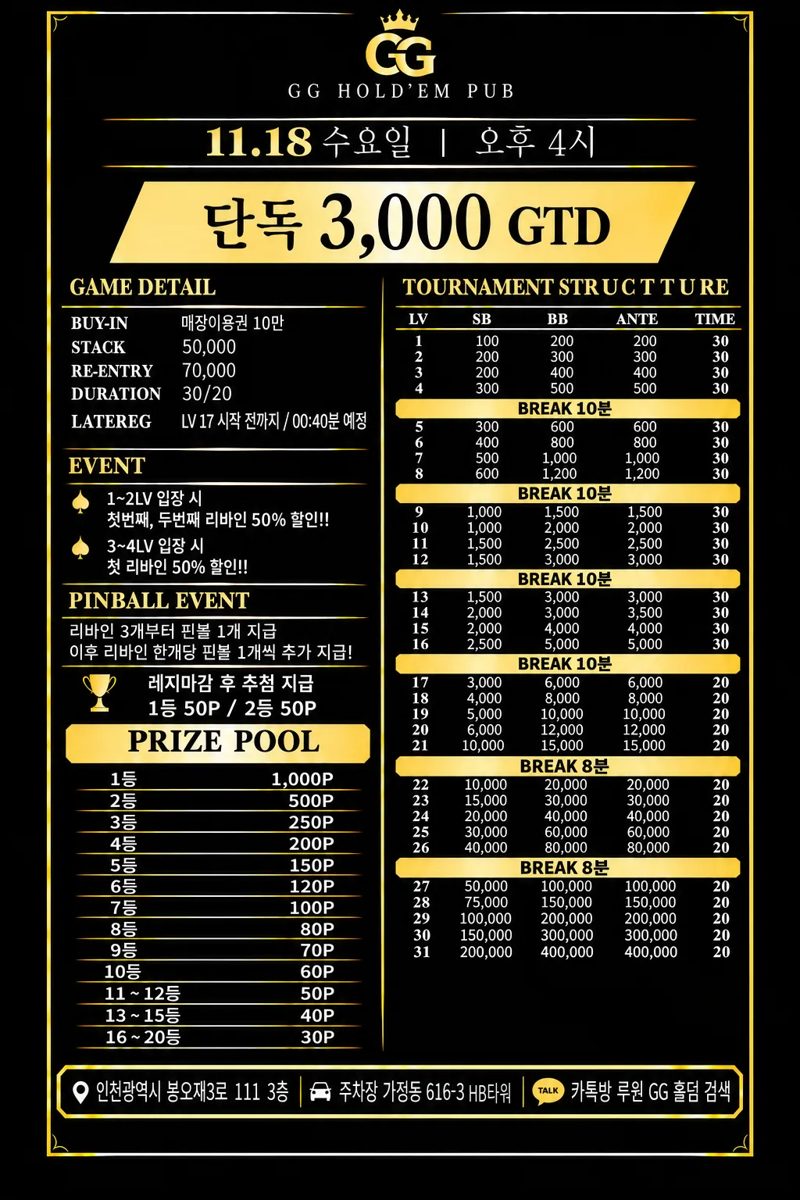 GG
GG HOLD'EM PUB
11.18 수요일 | 오후 4시
단독 3,000 GTD
GAME DETAIL
BUY-IN 매장이용권 10만
STACK 50,000
RE-ENTRY 70,000
DURATION 30/20
LATEREG LV 17 시작 전까지 / 00:40분 예정
EVENT
1~2LV 입장 시
첫번째, 두번째 리바인 50% 할인!!
3~4LV 입장 시
첫 리바인 50% 할인!!
PINBALL EVENT
리바인 3개부터 핀볼 1개 지급
이후 리바인 한개당 핀볼 1개씩 추가 지급!
레지마감 후 추첨 지급
1등 50P / 2등 50P
PRIZE POOL
1등 1,000P
2등 500P
3등 250P
4등 200P
5등 150P
6등 120P
7등 100P
8등 80P
9등 70P
10등 60P
11 ~ 12등 50P
13 ~ 15등 40P
16 ~ 20등 30P
TOURNAMENT STRUCTTURE
LV SB BB ANTE TIME
1 100 200 200 30
2 200 300 300 30
3 200 400 400 30
4 300 500 500 30
BREAK 10분
5 300 600 600 30
6 400 800 800 30
7 500 1,000 1,000 30
8 600 1,200 1,200 30
BREAK 10분
9 1,000 1,500 1,500 30
10 1,000 2,000 2,000 30
11 1,500 2,500 2,500 30
12 1,500 3,000 3,000 30
BREAK 10분
13 1,500 3,000 3,000 30
14 2,000 3,000 3,500 30
15 2,000 4,000 4,000 30
16 2,500 5,000 5,000 30
BREAK 10분
17 3,000 6,000 6,000 20
18 4,000 8,000 8,000 20
19 5,000 10,000 10,000 20
20 6,000 12,000 12,000 20
21 10,000 15,000 15,000 20
BREAK 8분
22 10,000 20,000 20,000 20
23 15,000 30,000 30,000 20
24 20,000 40,000 40,000 20
25 30,000 60,000 60,000 20
26 40,000 80,000 80,000 20
BREAK 8분
27 50,000 100,000 100,000 20
28 75,000 150,000 150,000 20
29 100,000 200,000 200,000 20
30 150,000 300,000 300,000 20
31 200,000 400,000 400,000 20
인천광역시 봉오재3로 111 3층 | 주차장 가정동 616-3 HB타워 | TALK 카톡방 루원 GG 홀덤 검색